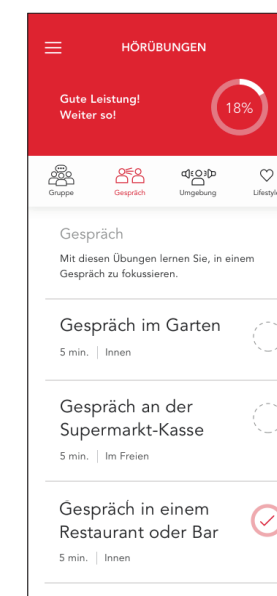 HÖRÜBUNGEN
Gute Leistung!
Weiter so!
18%
Gruppe
Gespräch
Umgebung
Lifestyle
Gespräch
Mit diesen Übungen lernen Sie, in einem
Gespräch zu fokussieren.
Gespräch im Garten
5 min. | Innen
Gespräch an der
Supermarkt-Kasse
5 min. | Im Freien
Gespräch in einem
Restaurant oder Bar
5 min. | Innen